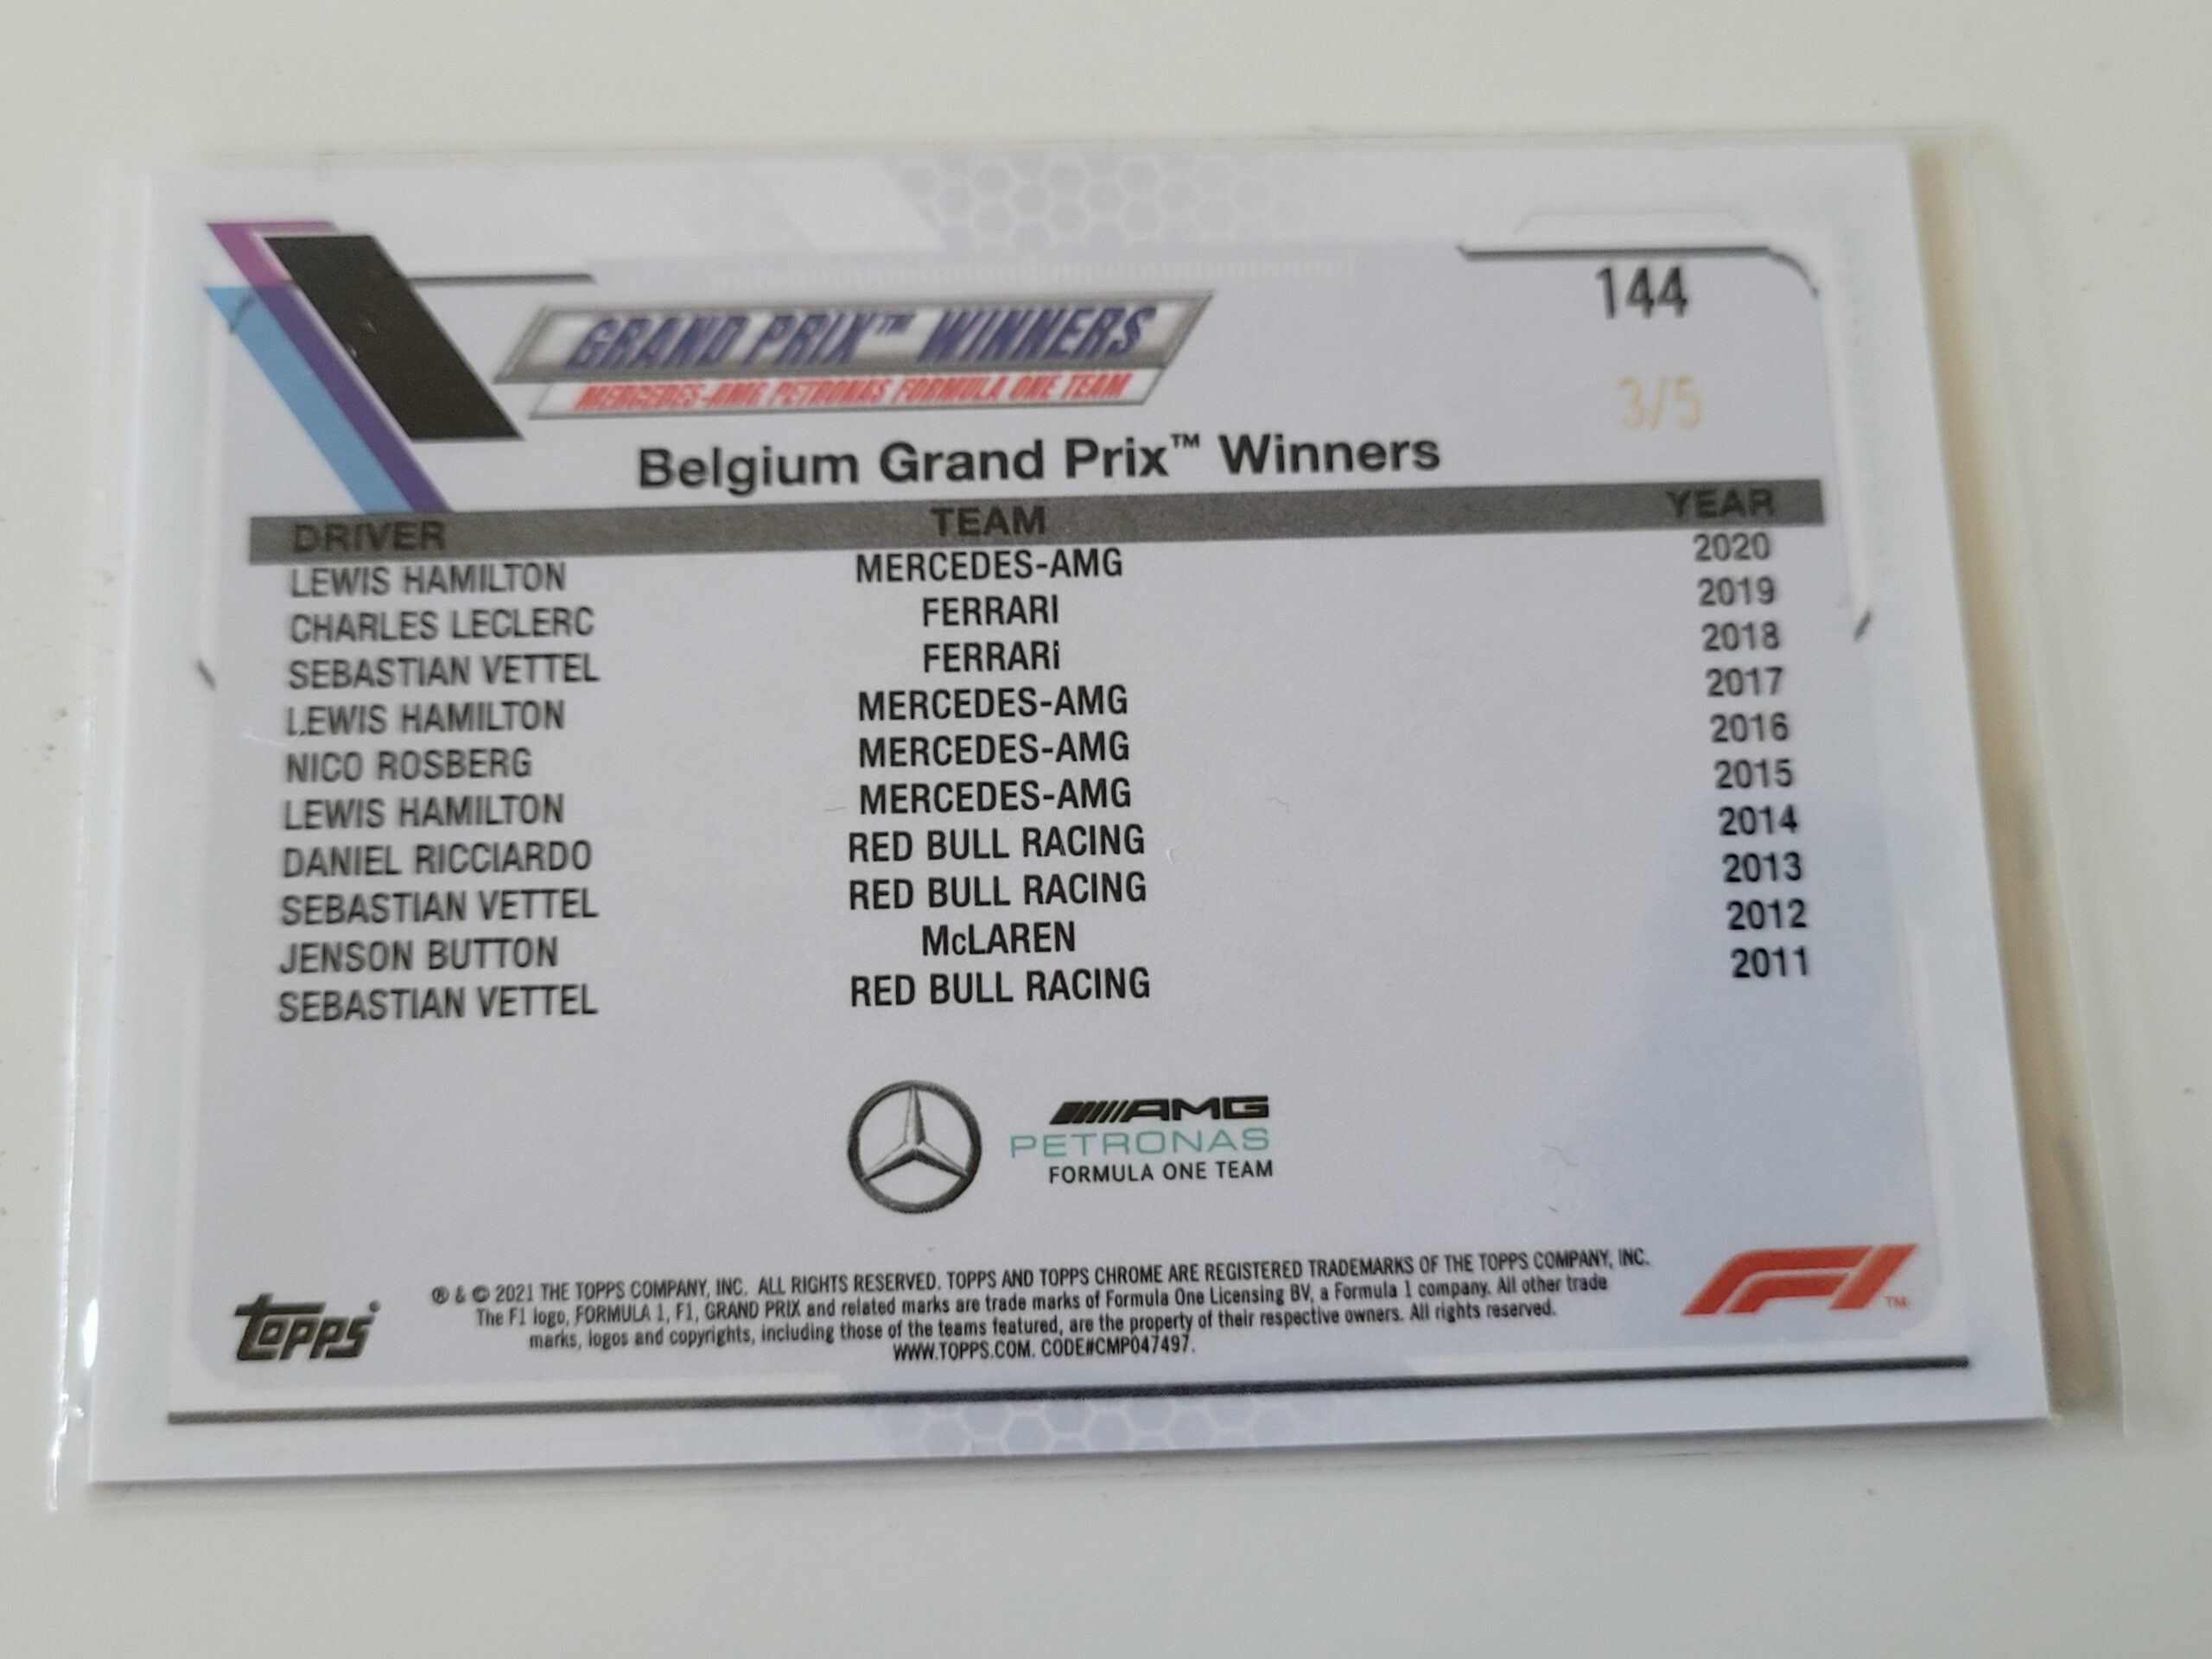 144
GRAND PRIX™ WINNERS
MERCEDES-AMG PETRONAS FORMULA ONE TEAM
3/5
Belgium Grand Prix™ Winners
DRIVER TEAM YEAR
LEWIS HAMILTON MERCEDES-AMG 2020
CHARLES LECLERC FERRARI 2019
SEBASTIAN VETTEL FERRARi 2018
LEWIS HAMILTON MERCEDES-AMG 2017
NICO ROSBERG MERCEDES-AMG 2016
LEWIS HAMILTON MERCEDES-AMG 2015
DANIEL RICCIARDO RED BULL RACING 2014
SEBASTIAN VETTEL RED BULL RACING 2013
JENSON BUTTON McLAREN 2012
SEBASTIAN VETTEL RED BULL RACING 2011
AMG
PETRONAS
FORMULA ONE TEAM
® & © 2021 THE TOPPS COMPANY, INC. ALL RIGHTS RESERVED. TOPPS AND TOPPS CHROME ARE REGISTERED TRADEMARKS OF THE TOPPS COMPANY, INC.
The F1 logo, FORMULA 1, F1, GRAND PRIX and related marks are trade marks of Formula One Licensing BV, a Formula 1 company. All other trade
marks, logos and copyrights, including those of the teams featured, are the property of their respective owners. All rights reserved.
WWW.TOPPS.COM. CODE#CMP047497.
Topps®
F1™